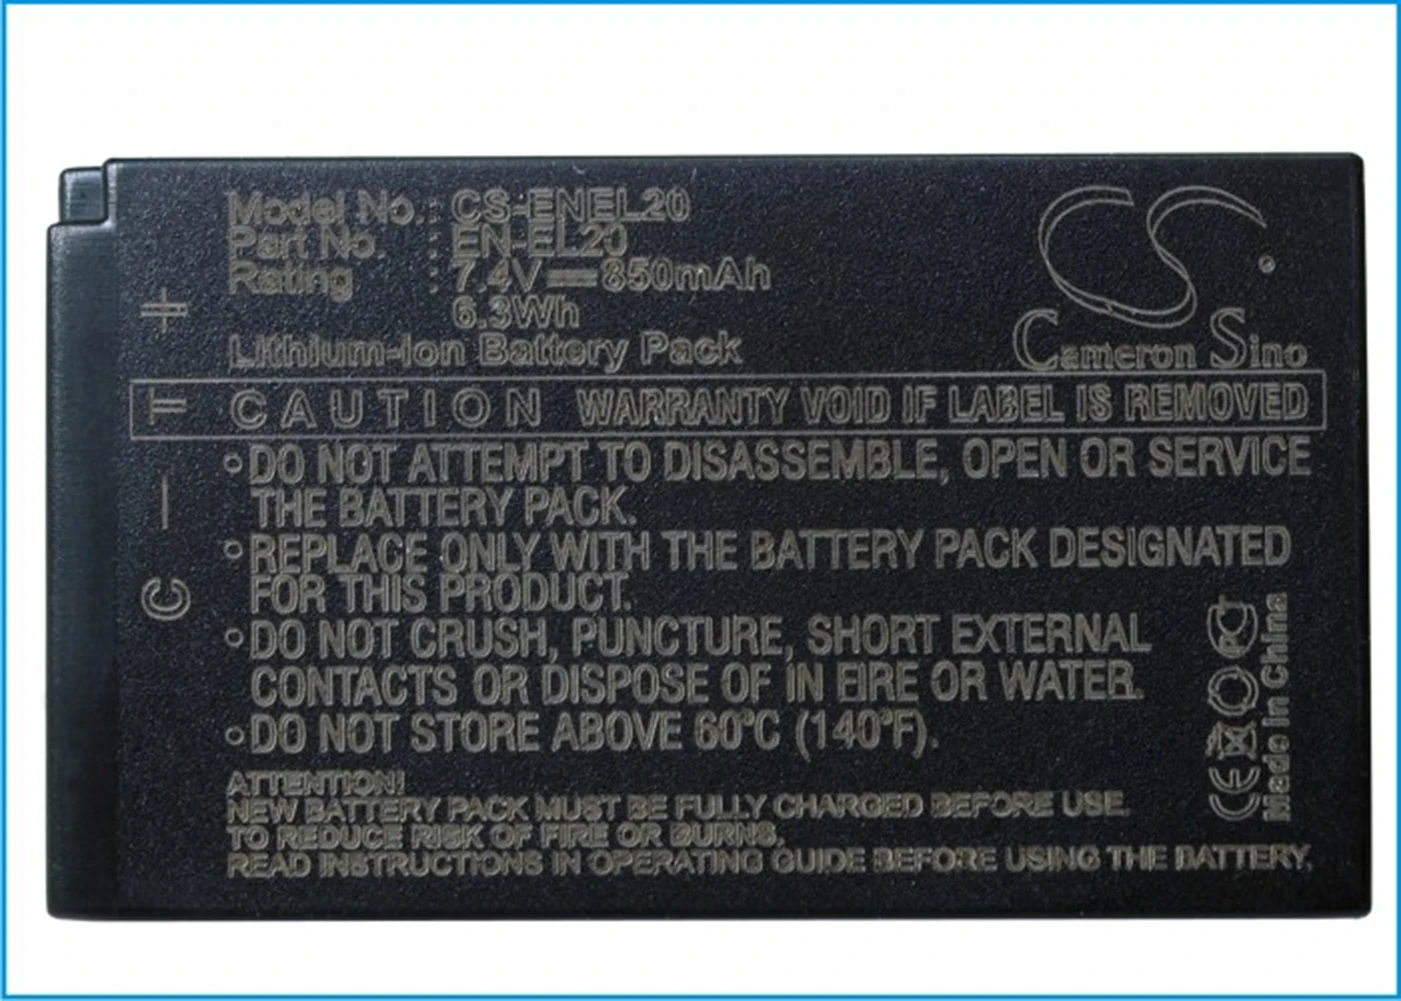 Model No. : CS-ENEL20
Part No. : EN-EL20
Rating : 7.4V 850mAh
6.3Wh
Lithium-Ion Battery Pack
CS
Cameron Sino
+
T
−
C
CAUTION WARRANTY VOID IF LABEL IS REMOVED
DO NOT ATTEMPT TO DISASSEMBLE, OPEN OR SERVICE
THE BATTERY PACK.
REPLACE ONLY WITH THE BATTERY PACK DESIGNATED
FOR THIS PRODUCT.
DO NOT CRUSH, PUNCTURE, SHORT EXTERNAL
CONTACTS OR DISPOSE OF IN FIRE OR WATER.
DO NOT STORE ABOVE 60°C (140°F).
ATTENTION!
NEW BATTERY PACK MUST BE FULLY CHARGED BEFORE USE.
TO REDUCE RISK OF FIRE OR BURNS.
READ INSTRUCTIONS IN OPERATING GUIDE BEFORE USING THE BATTERY.
CE
Made in China